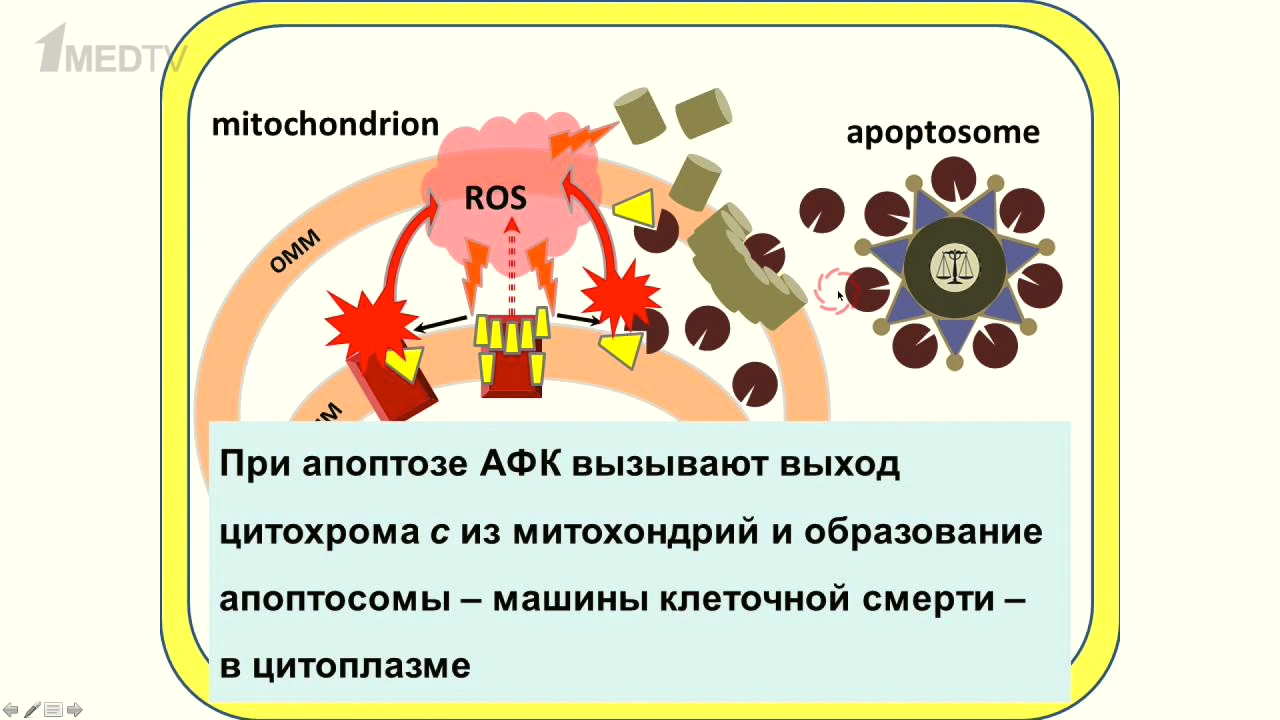 1MEDTV
mitochondrion
apoptosome
ROS
OMM
При апоптозе АФК вызывают выход
цитохрома с из митохондрий и образование
апоптосомы – машины клеточной смерти –
в цитоплазме